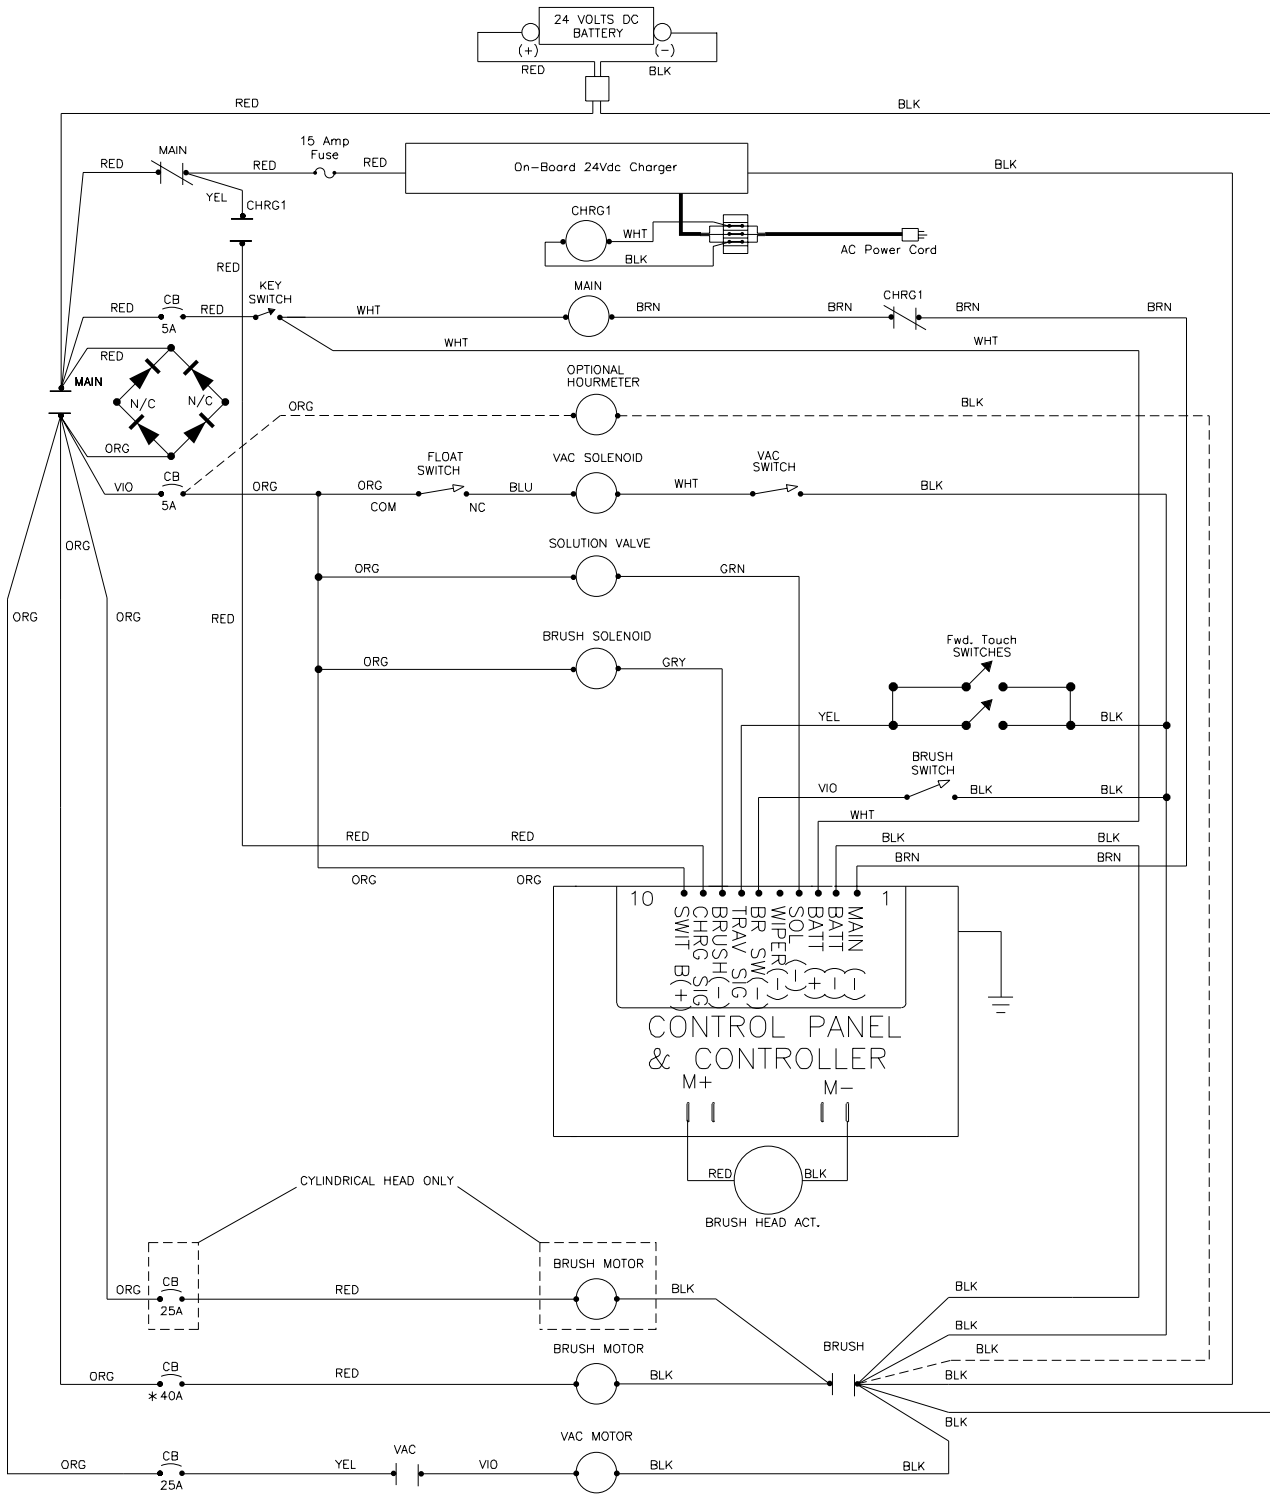 24 VOLTS DC
BATTERY
(+)
(-)
RED
BLK
RED
BLK
15 Amp
Fuse
MAIN
RED
RED
RED
On-Board 24Vdc Charger
BLK
YEL
CHRG1
CHRG1
WHT
BLK
AC Power Cord
RED
KEY
SWITCH
MAIN
CHRG1
CB
RED
RED
5A
WHT
BRN
BRN
BRN
BRN
WHT
WHT
RED
MAIN
N/C
N/C
OPTIONAL
HOURMETER
ORG
BLK
ORG
FLOAT
SWITCH
VAC SOLENOID
VAC
SWITCH
CB
VIO
5A
ORG
ORG
COM
NC
BLU
WHT
BLK
ORG
SOLUTION VALVE
ORG
GRN
ORG
ORG
RED
BRUSH SOLENOID
ORG
GRY
Fwd. Touch
SWITCHES
YEL
BLK
BRUSH
SWITCH
VIO
BLK
BLK
WHT
RED
RED
BLK
BLK
BRN
BRN
ORG
ORG
10
1
SWIT B(+)
CHRG SIG
BRUSH(-)
TRAV SIG
BR SW(-)
WIPER(-)
SOL (-)
BATT (+)
BATT (-)
MAIN (-)
CONTROL PANEL
& CONTROLLER
M+
M-
RED
BLK
BRUSH HEAD ACT.
CYLINDRICAL HEAD ONLY
BRUSH MOTOR
CB
ORG
25A
RED
BLK
BLK
BLK
BLK
BRUSH
BRUSH MOTOR
CB
ORG
*40A
RED
BLK
BLK
BLK
VAC MOTOR
CB
VAC
ORG
25A
YEL
VIO
BLK
BLK